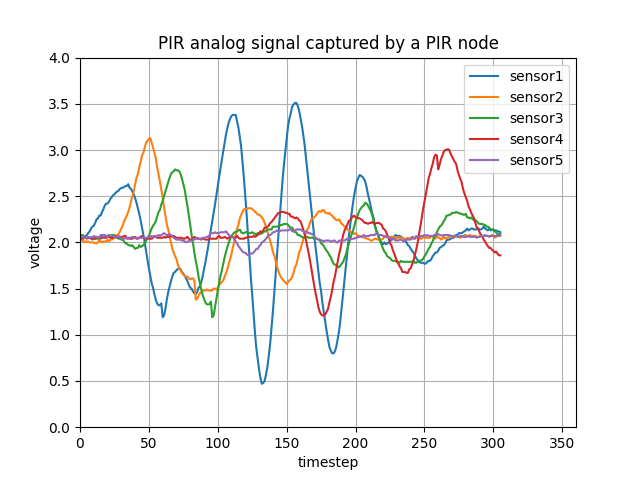 PIR analog signal captured by a PIR node
sensor1
sensor2
sensor3
sensor4
sensor5
4.0
3.5
3.0
2.5
2.0
1.5
1.0
0.5
0.0
voltage
0 50 100 150 200 250 300 350
timestep